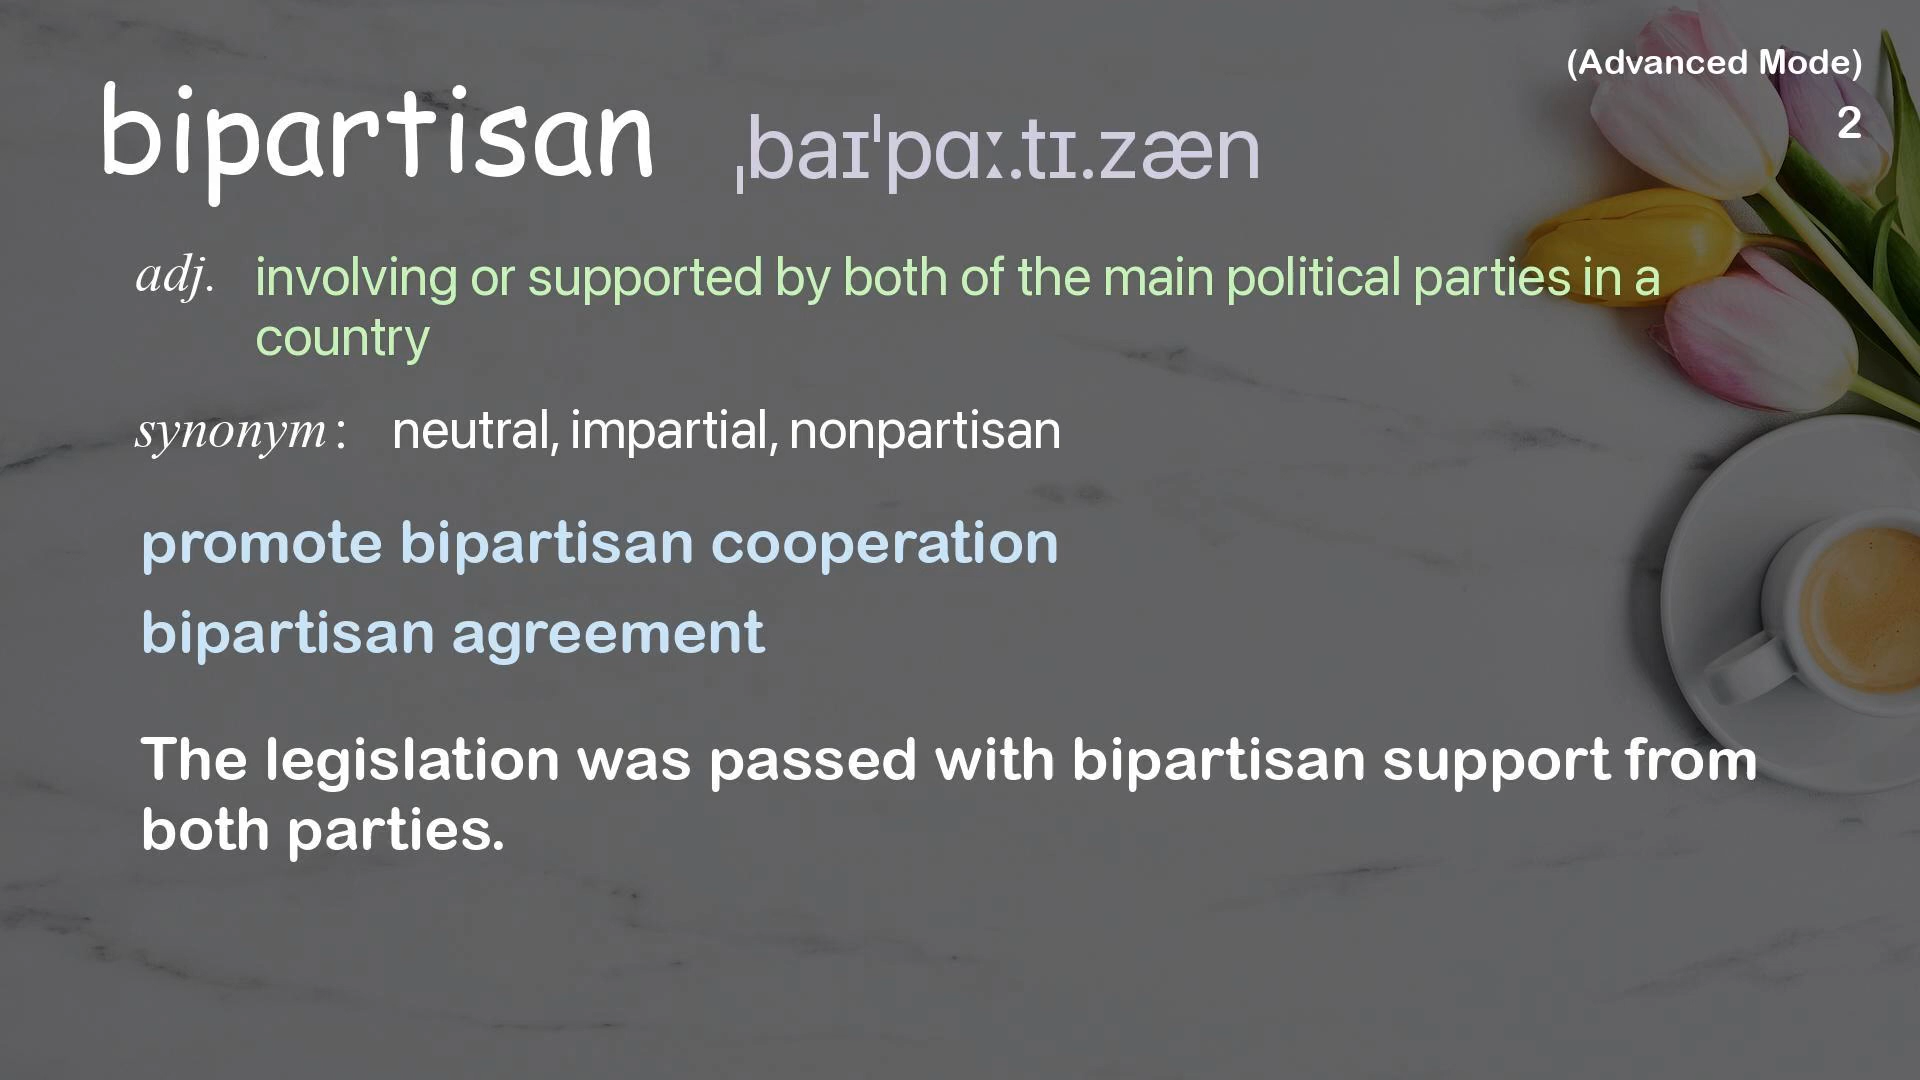 (Advanced Mode)
2
bipartisan ˌbaɪˈpɑː.tɪ.zæn
adj. involving or supported by both of the main political parties in a
country
synonym: neutral, impartial, nonpartisan
promote bipartisan cooperation
bipartisan agreement
The legislation was passed with bipartisan support from
both parties.